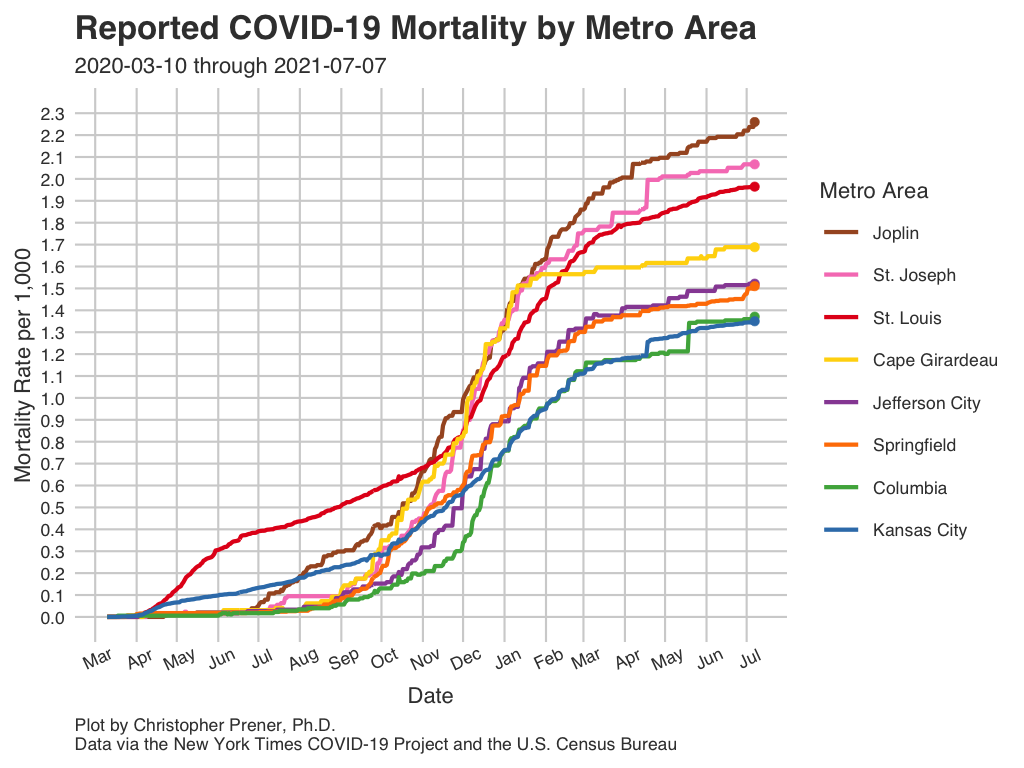 Reported COVID-19 Mortality by Metro Area
2020-03-10 through 2021-07-07
Mortality Rate per 1,000
2.3
2.2
2.1
2.0
1.9
1.8
1.7
1.6
1.5
1.4
1.3
1.2
1.1
1.0
0.9
0.8
0.7
0.6
0.5
0.4
0.3
0.2
0.1
0.0
Mar Apr May Jun Jul Aug Sep Oct Nov Dec Jan Feb Mar Apr May Jun Jul
Date
Metro Area
Joplin
St. Joseph
St. Louis
Cape Girardeau
Jefferson City
Springfield
Columbia
Kansas City
Plot by Christopher Prener, Ph.D.
Data via the New York Times COVID-19 Project and the U.S. Census Bureau